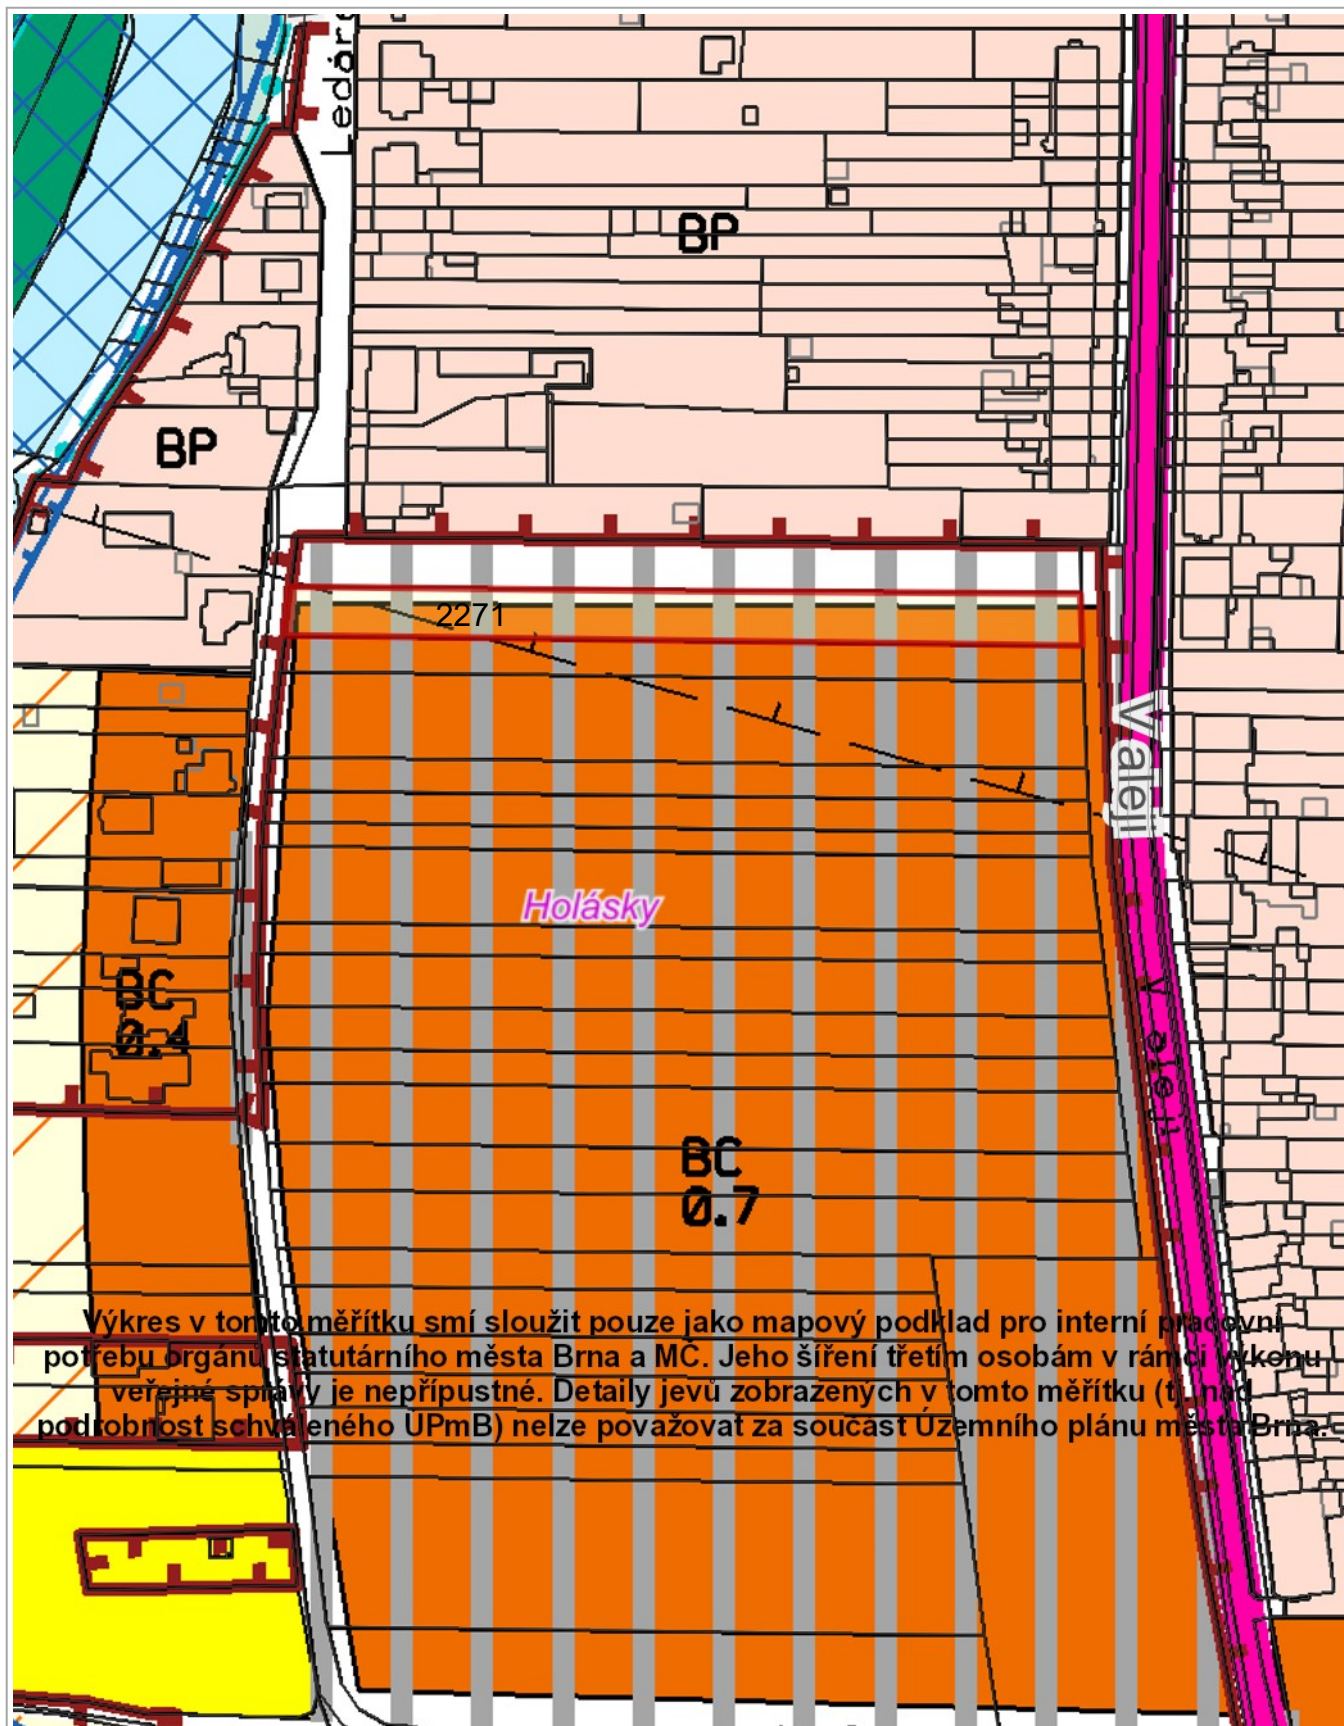 Ledár
BP
BP
2271
V aleji
Holásky
BC
0.4
V aleji
BC
0.7
Výkres v tomto měřítku smí sloužit pouze jako mapový podklad pro interní pracovní
potřebu orgánů statutárního města Brna a MČ. Jeho šíření třetím osobám v rámci výkonu
veřejné správy je nepřípustné. Detaily jevů zobrazených v tomto měřítku (tj. nad
podrobnost schváleného ÚPmB) nelze považovat za součást Územního plánu města Brna.